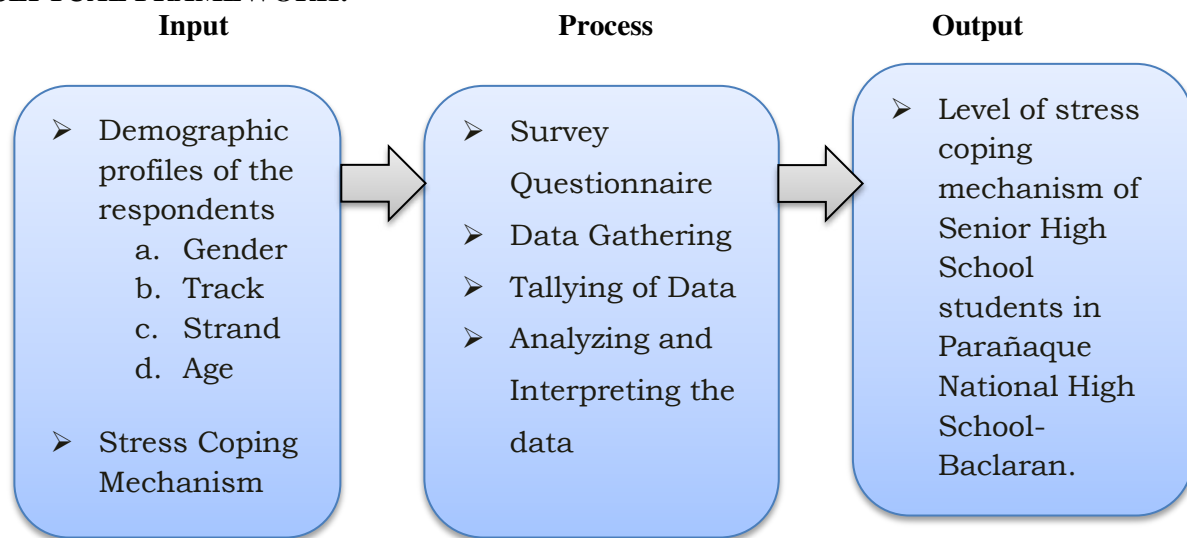 Input
Process
Output
➢ Demographic
profiles of the
respondents
a. Gender
b. Track
c. Strand
d. Age
➢ Stress Coping
Mechanism
➢ Survey
Questionnaire
➢ Data Gathering
➢ Tallying of Data
➢ Analyzing and
Interpreting the
data
➢ Level of stress
coping
mechanism of
Senior High
School
students in
Parañaque
National High
School-
Baclaran.